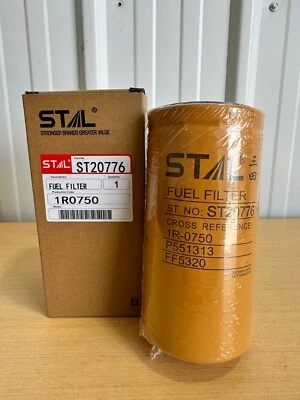 STAL
STRONGER BRANDS GREATER VALUE
STAL
ST20776
FUEL FILTER
1
1R0750
STAL
FUEL FILTER
ST NO: ST20776
CROSS REFERENCE
1R-0750
P551313
FF5320